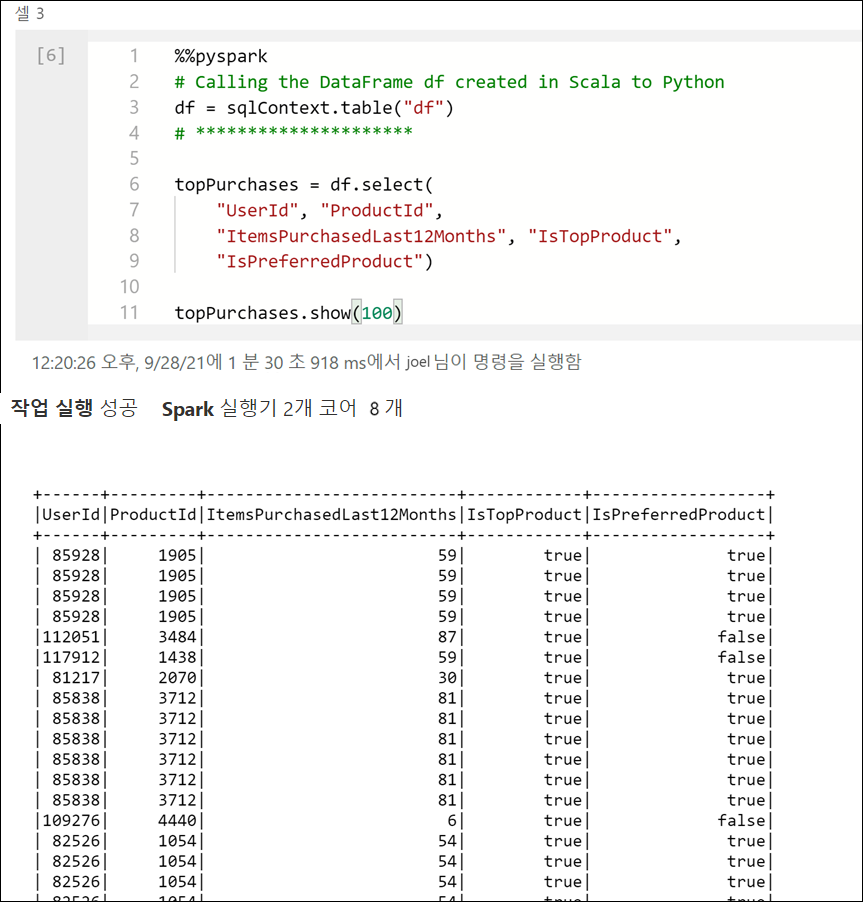 셀 3
[6]
1 %%pyspark
2 # Calling the DataFrame df created in Scala to Python
3 df = sqlContext.table("df")
4 # *********************
5
6 topPurchases = df.select(
7 "UserId", "ProductId",
8 "ItemsPurchasedLast12Months", "IsTopProduct",
9 "IsPreferredProduct")
10
11 topPurchases.show(100)
12:20:26 오후, 9/28/21에 1 분 30 초 918 ms에서 joel님이 명령을 실행함
작업 실행 성공 Spark 실행기 2개 코어 8 개
+------+---------+--------------------------+------------+------------------+
|UserId|ProductId|ItemsPurchasedLast12Months|IsTopProduct|IsPreferredProduct|
+------+---------+--------------------------+------------+------------------+
| 85928| 1905| 59| true| true|
| 85928| 1905| 59| true| true|
| 85928| 1905| 59| true| true|
| 85928| 1905| 59| true| true|
|112051| 3484| 87| true| false|
|117912| 1438| 59| true| false|
| 81217| 2070| 30| true| true|
| 85838| 3712| 81| true| true|
| 85838| 3712| 81| true| true|
| 85838| 3712| 81| true| true|
| 85838| 3712| 81| true| true|
| 85838| 3712| 81| true| true|
| 85838| 3712| 81| true| true|
|109276| 4440| 6| true| false|
| 82526| 1054| 54| true| true|
| 82526| 1054| 54| true| true|
| 82526| 1054| 54| true| true|
| 82526| 1054| 54| true| true|